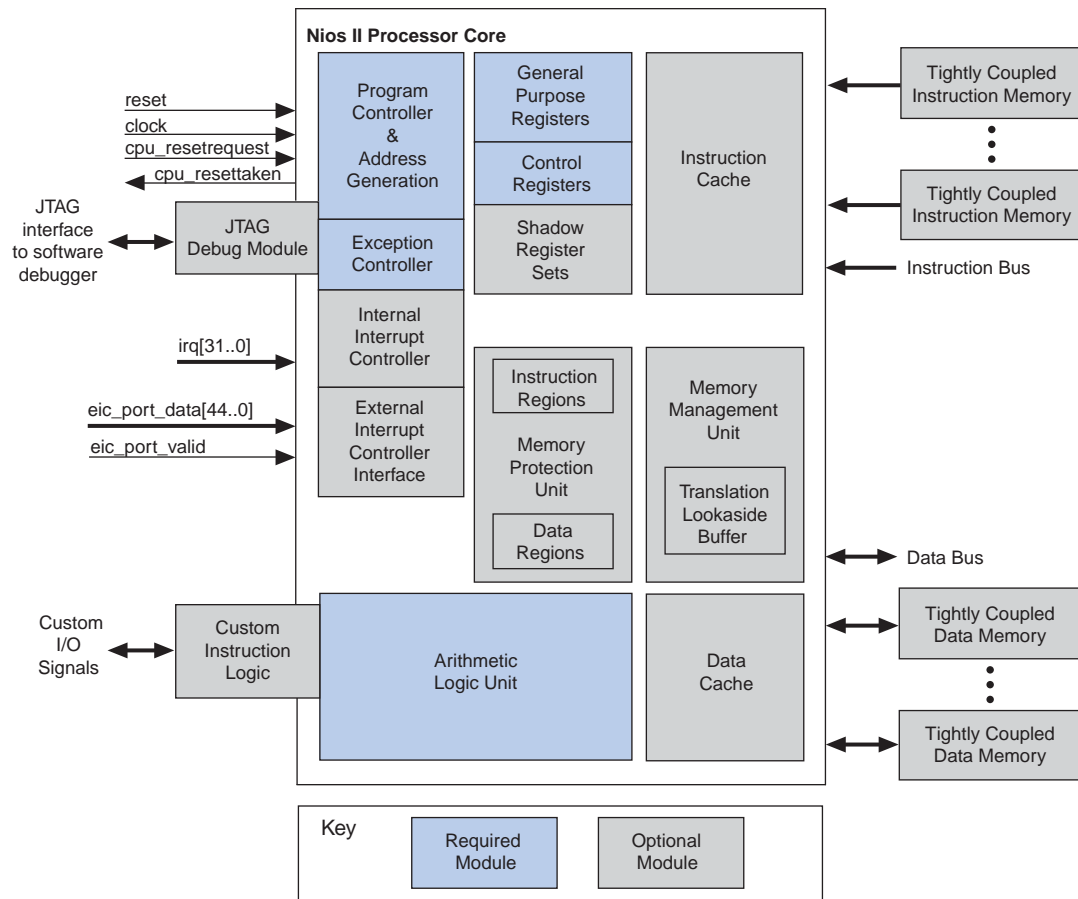 Nios II Processor Core
reset
clock
cpu_resetrequest
cpu_resettaken
JTAG
interface
to software
debugger
JTAG
Debug Module
irq[31..0]
eic_port_data[44..0]
eic_port_valid
Custom
I/O
Signals
Custom
Instruction
Logic
Program
Controller
&
Address
Generation
Exception
Controller
Internal
Interrupt
Controller
External
Interrupt
Controller
Interface
General
Purpose
Registers
Control
Registers
Shadow
Register
Sets
Instruction
Cache
Instruction
Regions
Memory
Protection
Unit
Data
Regions
Memory
Management
Unit
Translation
Lookaside
Buffer
Arithmetic
Logic Unit
Data
Cache
Tightly Coupled
Instruction Memory
Tightly Coupled
Instruction Memory
Instruction Bus
Data Bus
Tightly Coupled
Data Memory
Tightly Coupled
Data Memory
Key
Required
Module
Optional
Module